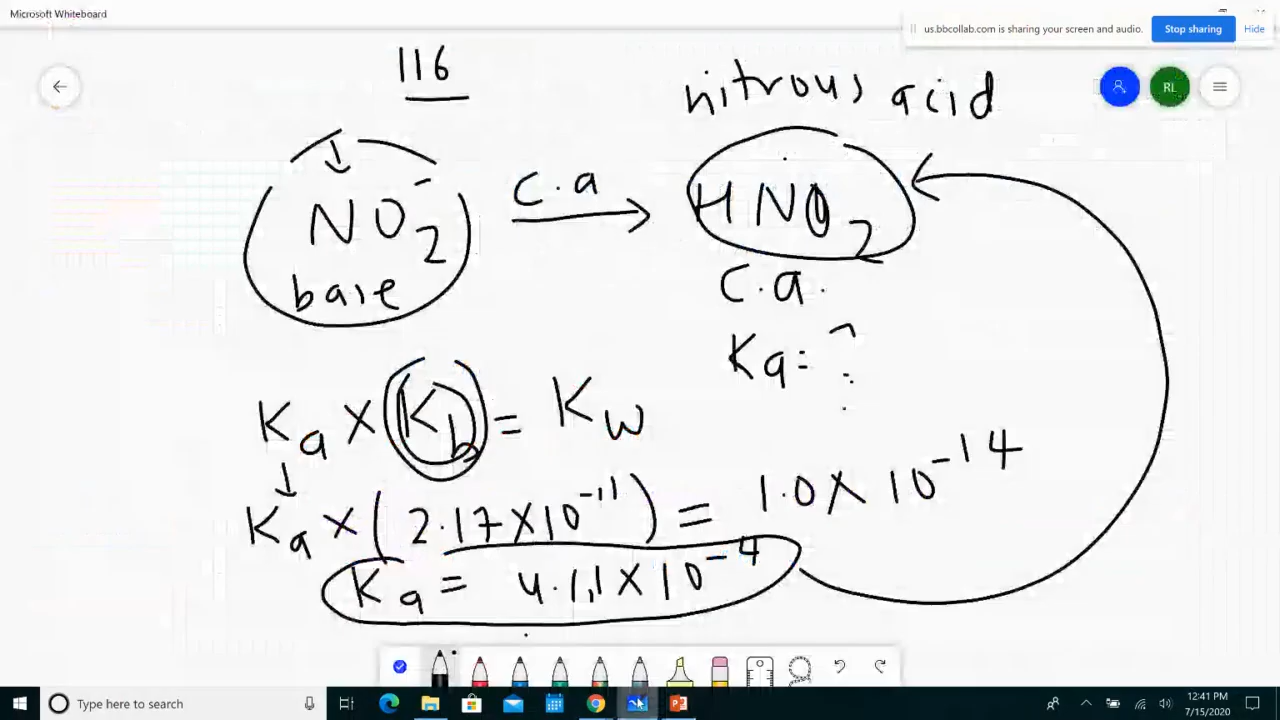 Microsoft Whiteboard
us.bbcollab.com is sharing your screen and audio.
Stop sharing
Hide
116
nitrous acid
RL
NO₂⁻
c.a
HNO₂
base
c.a.
Ka = ?
Ka × Kb = Kw
Ka × (2.17 × 10⁻¹¹) = 1.0 × 10⁻¹⁴
Ka = 4.11 × 10⁻⁴
Type here to search
12:41 PM
7/15/2020